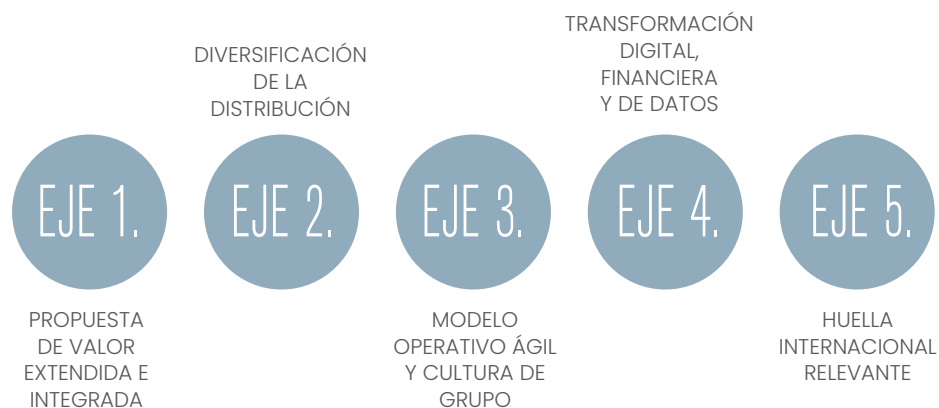 EJE 1.
PROPUESTA
DE VALOR
EXTENDIDA E
INTEGRADA
DIVERSIFICACIÓN
DE LA
DISTRIBUCIÓN
EJE 2.
EJE 3.
MODELO
OPERATIVO ÁGIL
Y CULTURA DE
GRUPO
TRANSFORMACIÓN
DIGITAL,
FINANCIERA
Y DE DATOS
EJE 4.
EJE 5.
HUELLA
INTERNACIONAL
RELEVANTE